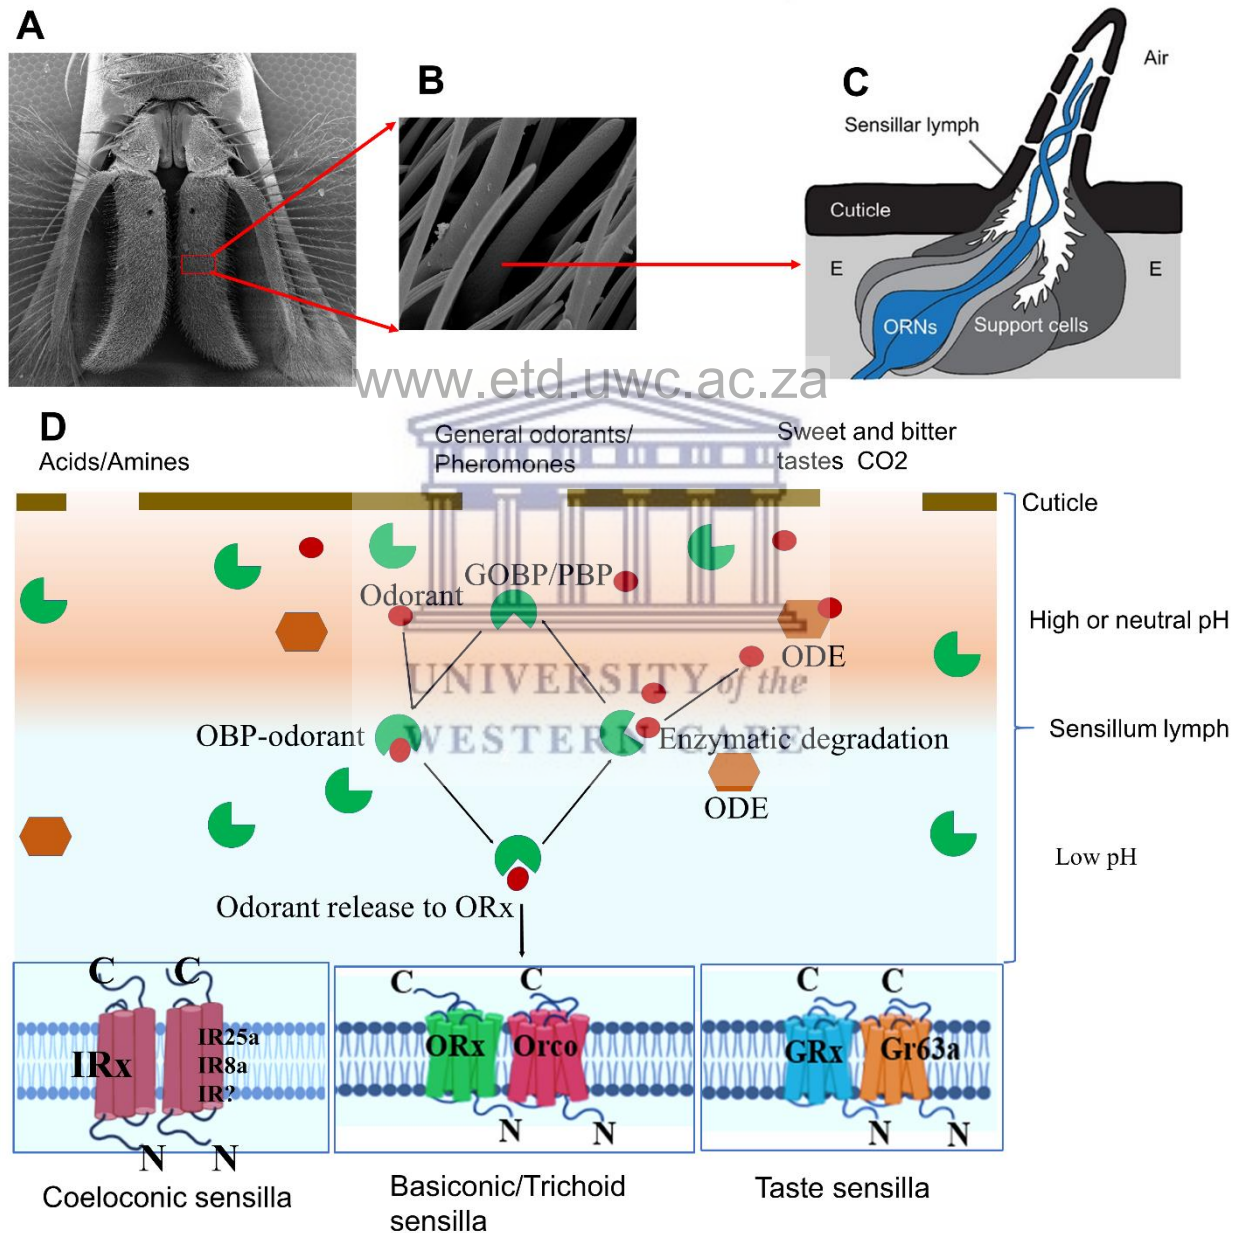 A
B
C
Air
Sensillar lymph
Cuticle
E
E
ORNs
Support cells
www.etd.uwc.ac.za
D
Acids/Amines
General odorants/
Pheromones
Sweet and bitter
tastes CO2
Cuticle
GOBP/PBP
Odorant
High or neutral pH
ODE
UNIVERSITY of the
WESTERN CAPE
OBP-odorant
Enzymatic degradation
Sensillum lymph
ODE
Low pH
Odorant release to ORx
C
C
IRx
IR25a
IR8a
IR?
N
N
C
C
ORx
Orco
N
N
C
C
GRx
Gr63a
N
N
Coeloconic sensilla
Basiconic/Trichoid
sensilla
Taste sensilla